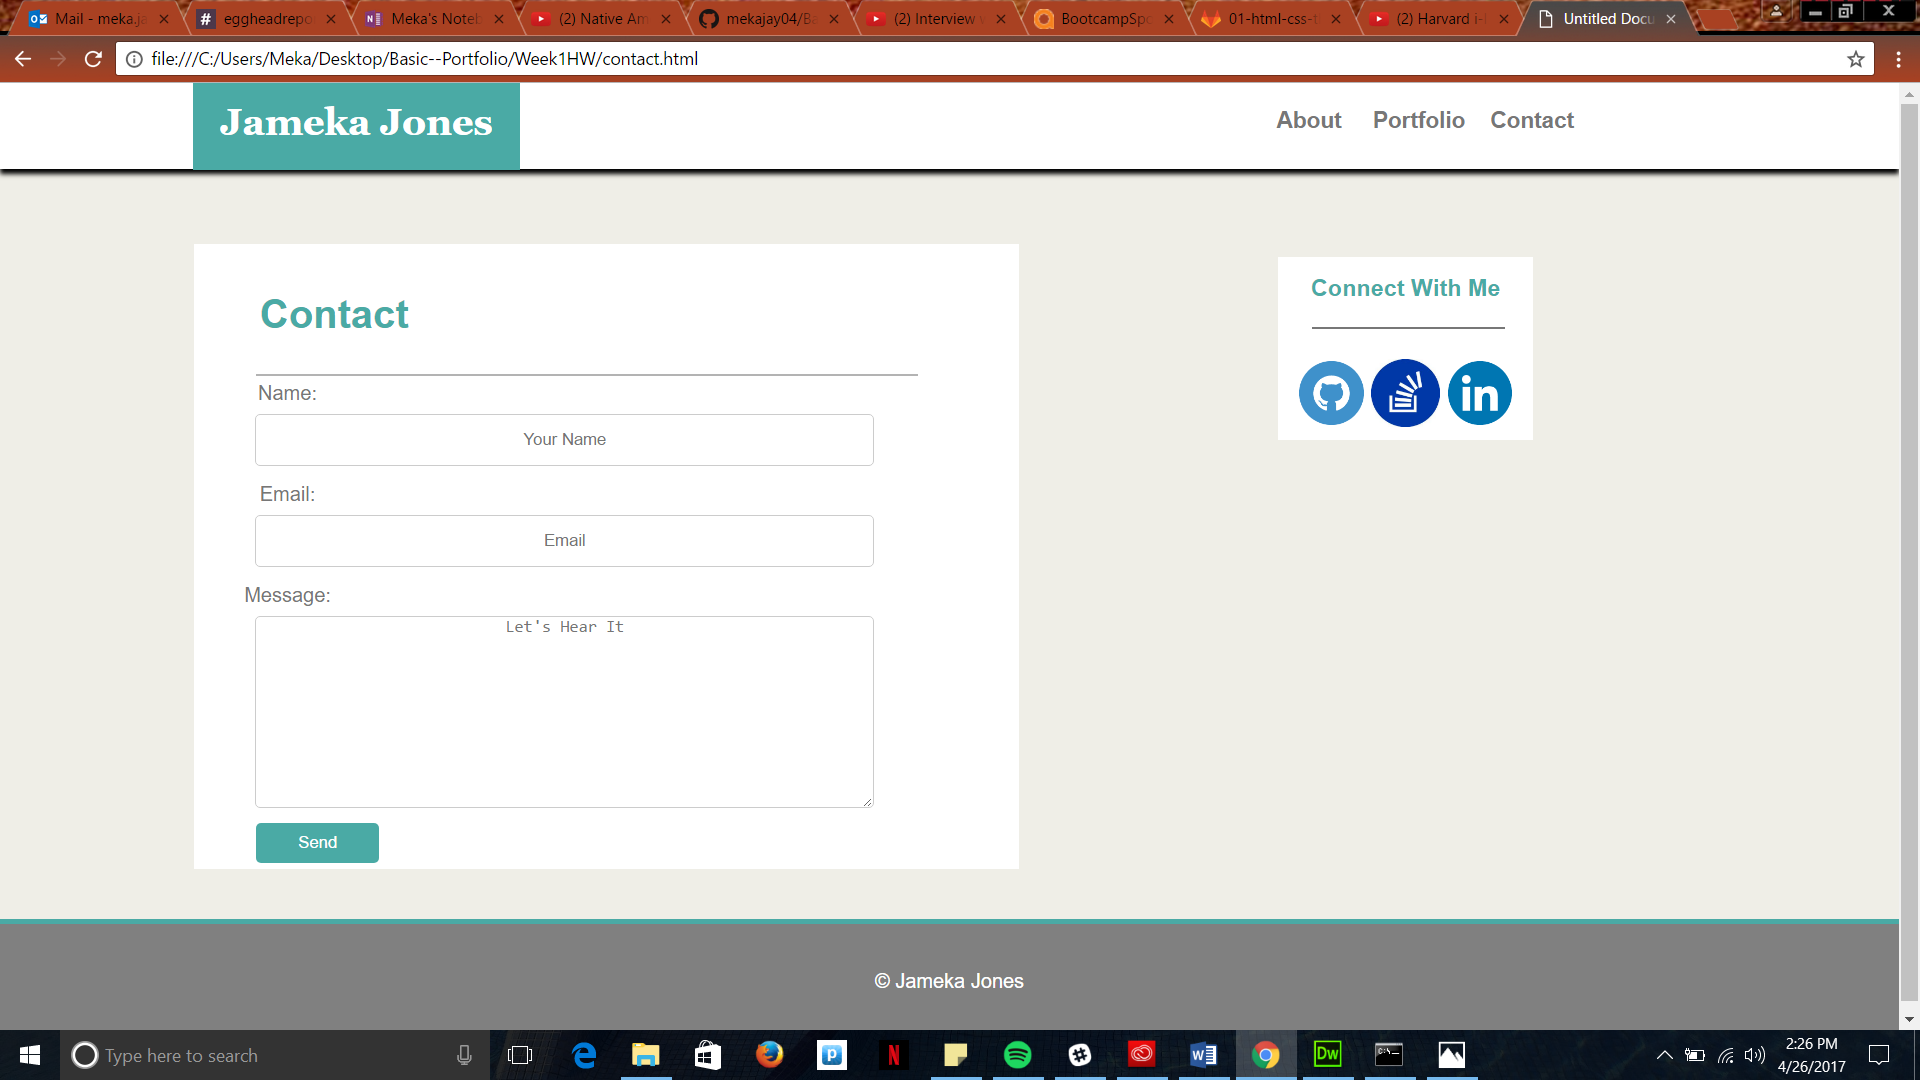 Mail - meka.ja
eggheadrepo
Meka's Noteb
(2) Native Am
mekajay04/Ba
(2) Interview
BootcampSpo
01-html-css-
(2) Harvard i-
Untitled Docu
file:///C:/Users/Meka/Desktop/Basic--Portfolio/Week1HW/contact.html
Jameka Jones
About Portfolio Contact
Contact
Name:
Your Name
Email:
Email
Message:
Let's Hear It
Send
Connect With Me
in
© Jameka Jones
Type here to search
2:26 PM
4/26/2017